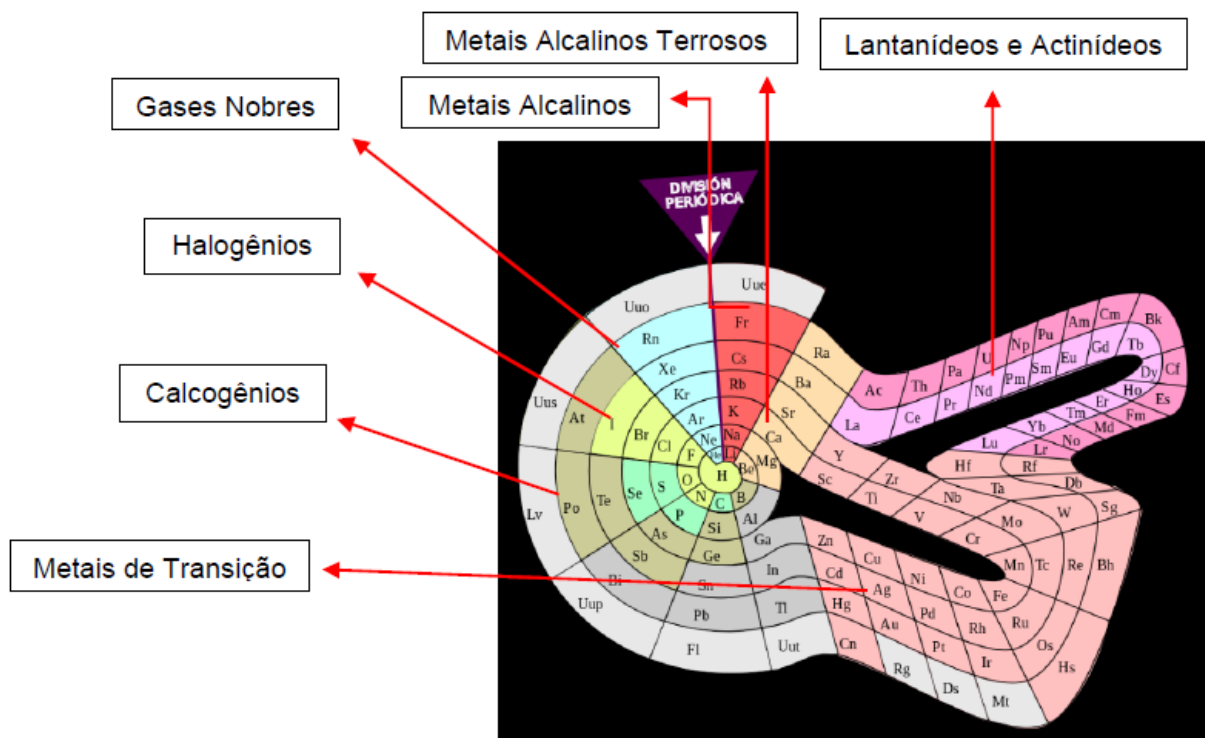 Metais Alcalinos Terrosos
Lantanídeos e Actinídeos
Gases Nobres
Metais Alcalinos
Halogênios
Calcogênios
Metais de Transição
DIVISIÓN
PERIÓDICA
Uuo
Uue
Rn
Fr
Xe
Cs
Ra
Kr
Rb
Ba
Ar
K
Sr
Ne
Na
Ca
He
Li
Mg
H
Be
Uus
At
Br
Cl
F
Lv
Po
Te
Se
S
O
Uup
Bi
Sb
As
P
N
Fl
Pb
Sn
Ge
Si
C
Uut
Tl
In
Ga
Al
B
Ac
Th
Pa
U
Np
Pu
Am
Cm
Bk
Cf
Es
Fm
Md
No
Lr
La
Ce
Pr
Nd
Pm
Sm
Eu
Gd
Tb
Dy
Ho
Er
Tm
Yb
Lu
Y
Zr
Nb
Mo
Tc
Ru
Rh
Pd
Ag
Cd
Sc
Ti
V
Cr
Mn
Fe
Co
Ni
Cu
Zn
Hf
Ta
W
Re
Os
Ir
Pt
Au
Hg
Rf
Db
Sg
Bh
Hs
Mt
Ds
Rg
Cn